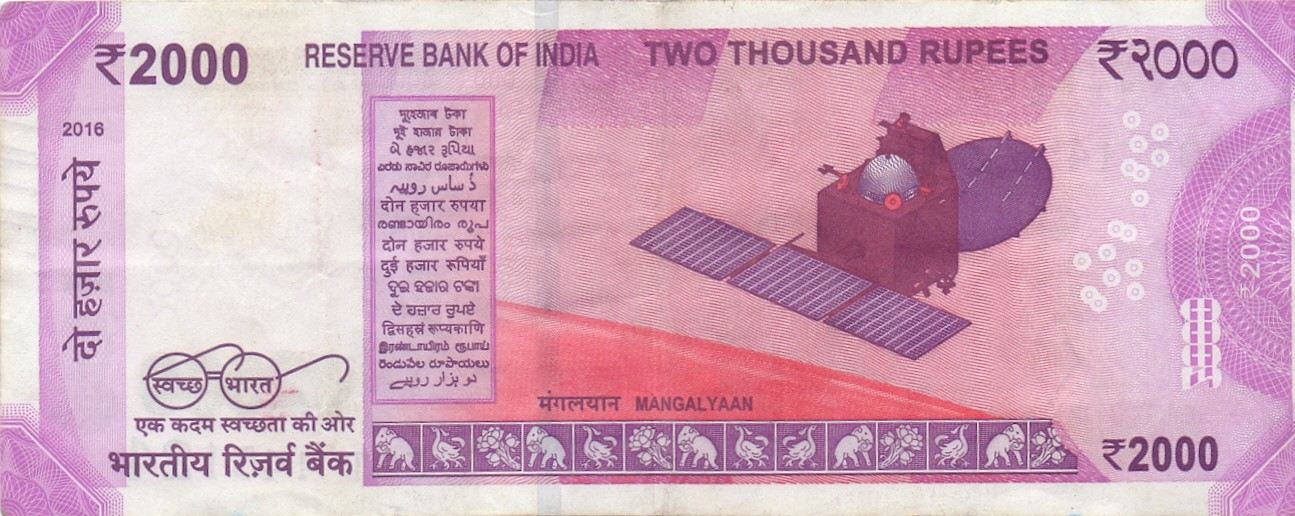 ₹2000 RESERVE BANK OF INDIA TWO THOUSAND RUPEES ₹२०००
2016
दो हज़ार रुपये
দুহেজাৰ টকা
দুই হাজার টাকা
બે હજાર રૂપિયા
ಎರಡು ಸಾವಿರ ರೂಪಾಯಿಗಳು
زٕ ساس روپیہ
दोन हजार रुपया
രണ്ടായിരം രൂപ
दोन हजार रुपये
दुई हजार रुपियाँ
ଦୁଇ ହଜାର ଟଙ୍କା
ਦੋ ਹਜ਼ਾਰ ਰੁਪਏ
द्विसहस्रं रूप्यकाणि
இரண்டாயிரம் ரூபாய்
రెండువేల రూపాయలు
دو ہزار روپیے
₹2000
स्वच्छ भारत
एक कदम स्वच्छता की ओर
भारतीय रिज़र्व बैंक
मंगलयान MANGALYAAN
₹2000